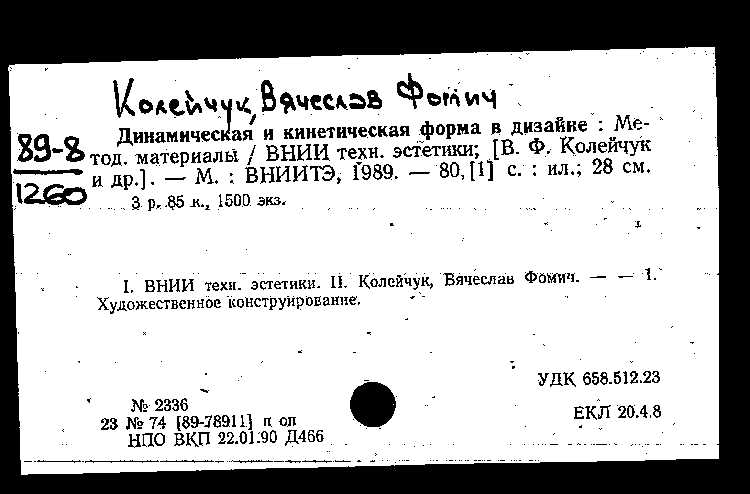 Колейчук, Вячеслав Фомич
89-8
1260
Динамическая и кинетическая форма в дизайне : Ме-
тод. материалы / ВНИИ техн. эстетики; [В. Ф. Колейчук
и др.]. — М. : ВНИИТЭ, 1989. — 80, [1] с. : ил.; 28 см.
3 р. 85 к., 1500 экз.
I. ВНИИ техн. эстетики. II. Колейчук, Вячеслав Фомич. — — 1.
Художественное конструирование.
УДК 658.512.23
№ 2336
23 № 74 [89-78911] п оп
ЕКЛ 20.4.8
НПО ВКП 22.01.90 Д466